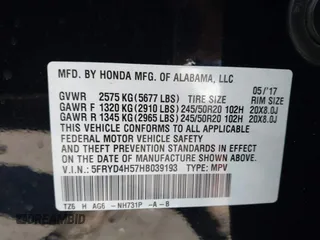 MFD. BY HONDA MFG. OF ALABAMA, LLC
05/'17
GVWR 2575 KG (5677 LBS) TIRE SIZE RIM SIZE
GAWR F 1320 KG (2910 LBS) 245/50R20 102H 20X8.0J
GAWR R 1345 KG (2965 LBS) 245/50R20 102H 20X8.0J
THIS VEHICLE CONFORMS TO ALL APPLICABLE
FEDERAL MOTOR VEHICLE SAFETY
AND THEFT PREVENTION STANDARDS
IN EFFECT ON THE DATE OF
MANUFACTURE SHOWN ABOVE.
V.I.N.: 5FRYD4H57HB039193 TYPE: MPV
TZ6 H AG6 -NH731P -A-8
CREAMBID